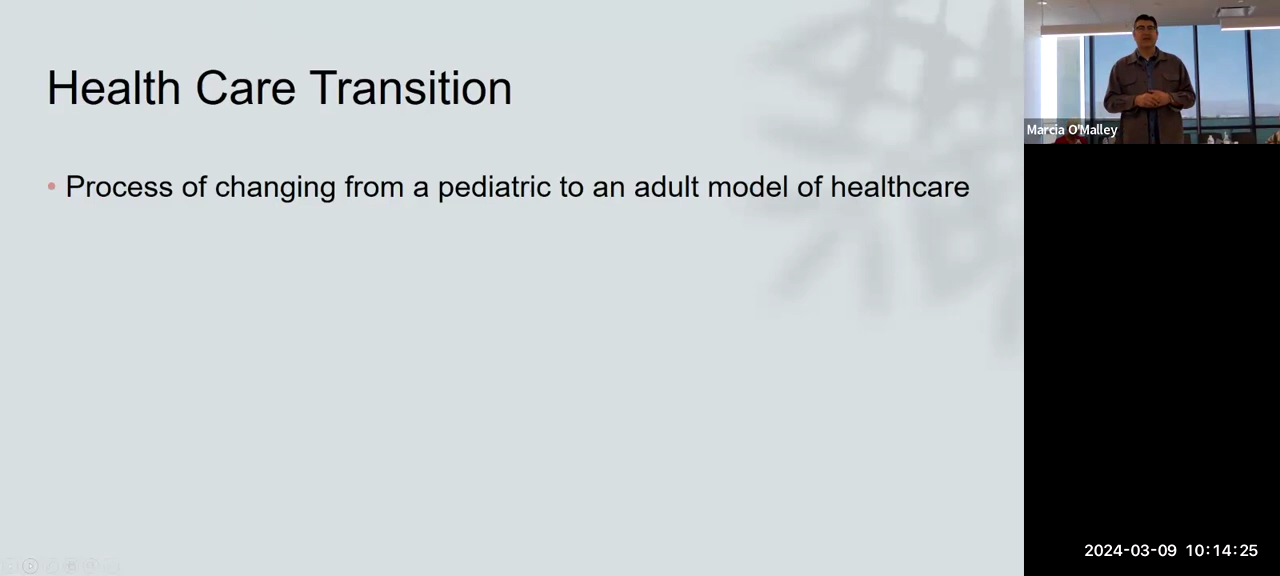 Health Care Transition
• Process of changing from a pediatric to an adult model of healthcare
Marcia O'Malley
2024-03-09 10:14:25